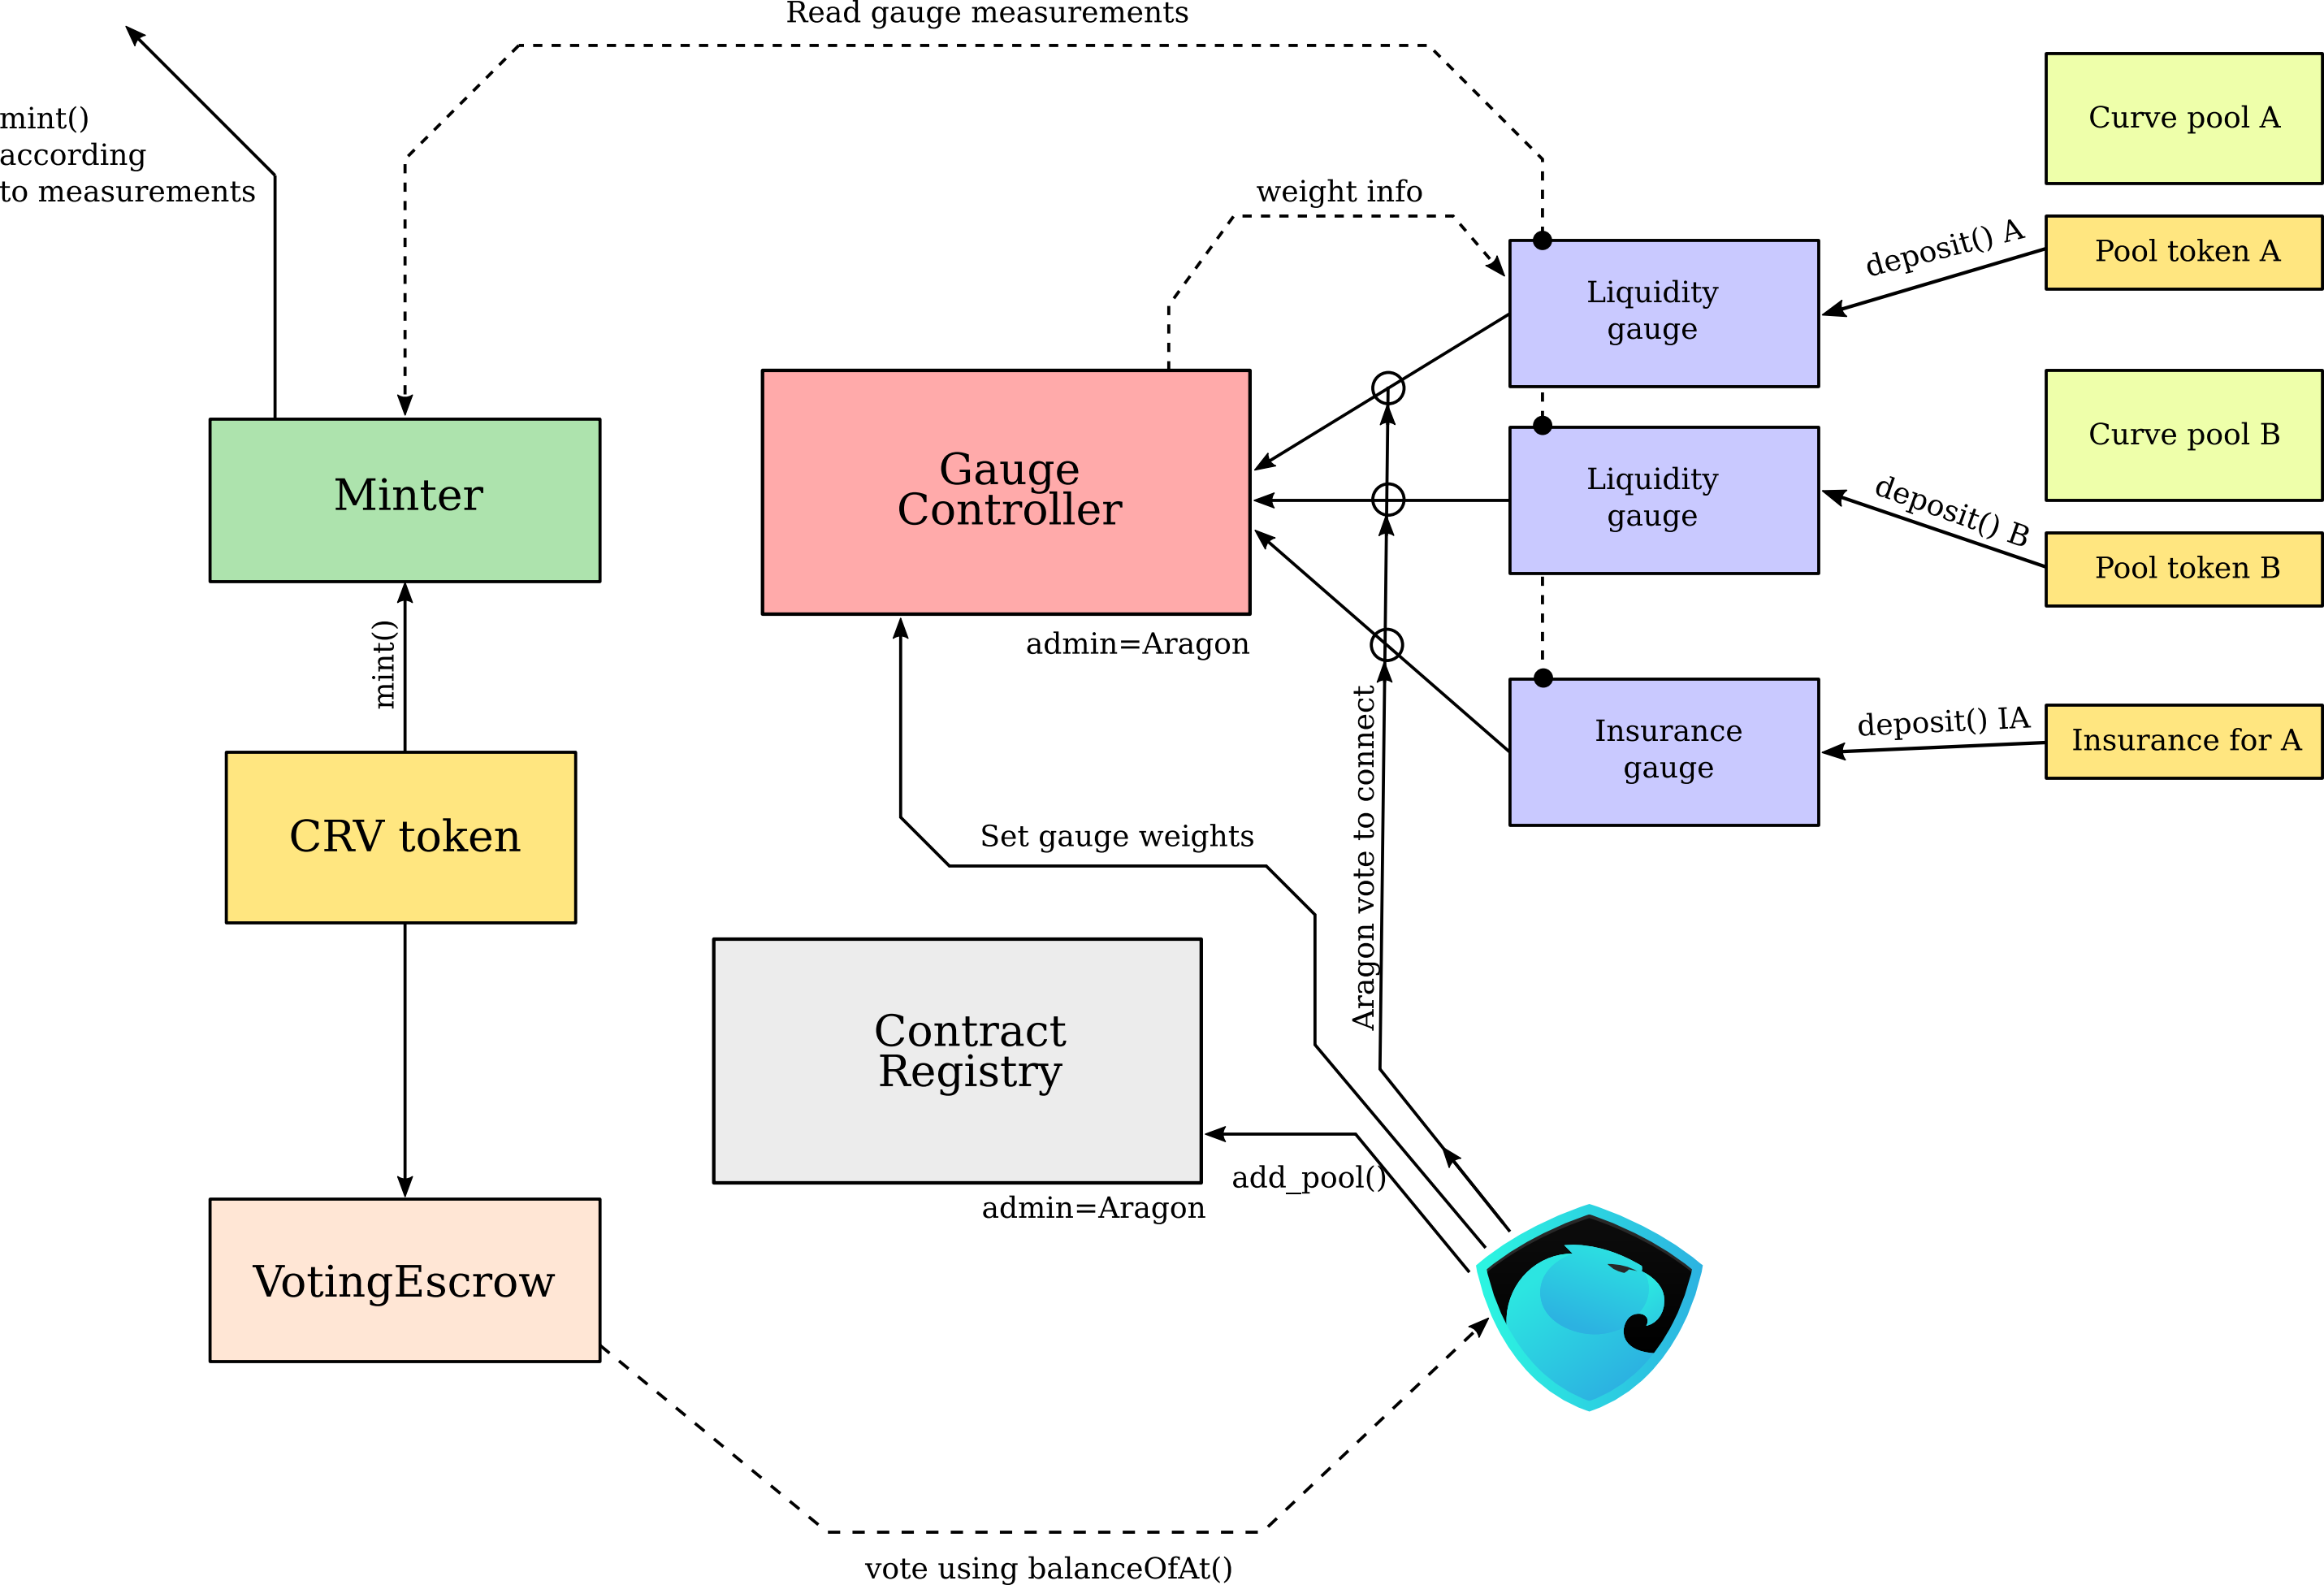 Read gauge measurements
mint()
according
to measurements
weight info
Curve pool A
deposit() A
Pool token A
Liquidity
gauge
Curve pool B
Minter
Gauge
Controller
Liquidity
gauge
deposit() B
Pool token B
mint()
admin=Aragon
Aragon vote to connect
Insurance
gauge
deposit() IA
Insurance for A
CRV token
Set gauge weights
Contract
Registry
add_pool()
admin=Aragon
VotingEscrow
vote using balanceOfAt()